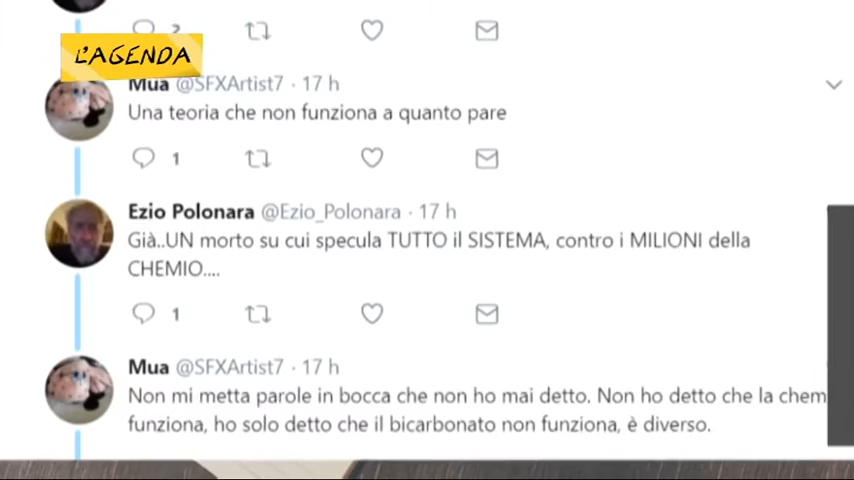 2
L'AGENDA
Mua @SFXArtist7 · 17 h
Una teoria che non funziona a quanto pare
1
Ezio Polonara @Ezio_Polonara · 17 h
Già..UN morto su cui specula TUTTO il SISTEMA, contro i MILIONI della
CHEMIO....
1
Mua @SFXArtist7 · 17 h
Non mi metta parole in bocca che non ho mai detto. Non ho detto che la chem
funziona, ho solo detto che il bicarbonato non funziona, è diverso.